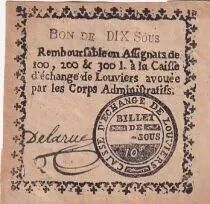 BON DE DIX SOUS
Remboursable en Assignats de
100, 200 & 300 l. à la Caisse
d'échange de Louviers avouée
par les Corps Administratifs.
Delarue
CAISSE D'ECHANGE DE LOUVIERS
BILLET
DE
10 SOUS